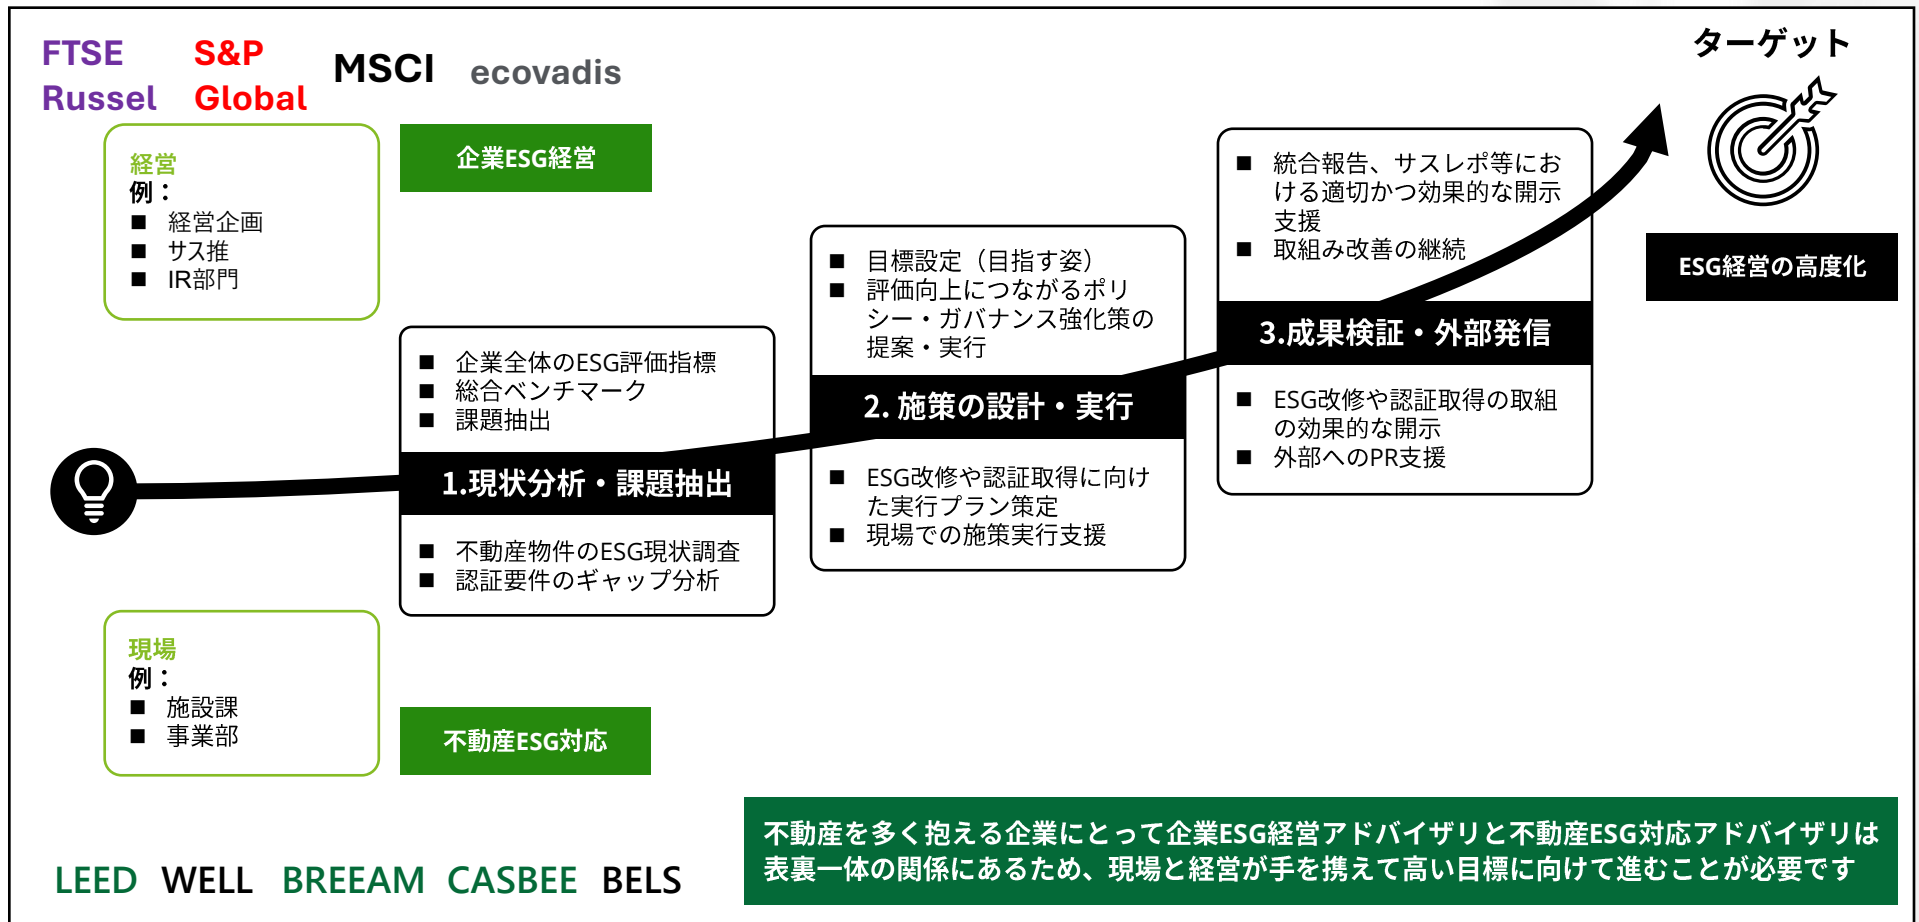 FTSE
Russel
S&P
Global
MSCI
ecovadis
ターゲット
経営
例：
■ 経営企画
■ サス推
■ IR部門
企業ESG経営
■ 企業全体のESG評価指標
■ 総合ベンチマーク
■ 課題抽出
1.現状分析・課題抽出
■ 不動産物件のESG現状調査
■ 認証要件のギャップ分析
■ 目標設定（目指す姿）
■ 評価向上につながるポリ
シー・ガバナンス強化策の
提案・実行
2. 施策の設計・実行
■ ESG改修や認証取得に向け
た実行プラン策定
■ 現場での施策実行支援
■ 統合報告、サスレポ等にお
ける適切かつ効果的な開示
支援
■ 取組み改善の継続
3.成果検証・外部発信
■ ESG改修や認証取得の取組
の効果的な開示
■ 外部へのPR支援
ESG経営の高度化
現場
例：
■ 施設課
■ 事業部
不動産ESG対応
LEED WELL BREEAM CASBEE BELS
不動産を多く抱える企業にとって企業ESG経営アドバイザリと不動産ESG対応アドバイザリは
表裏一体の関係にあるため、現場と経営が手を携えて高い目標に向けて進むことが必要です